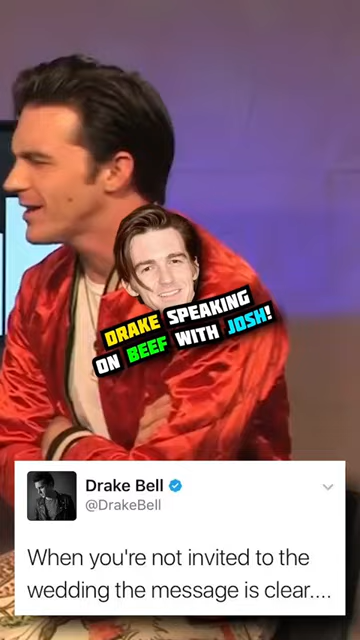 DRAKE SPEAKING
ON BEEF WITH JOSH!
Drake Bell
@DrakeBell
When you're not invited to the
wedding the message is clear....